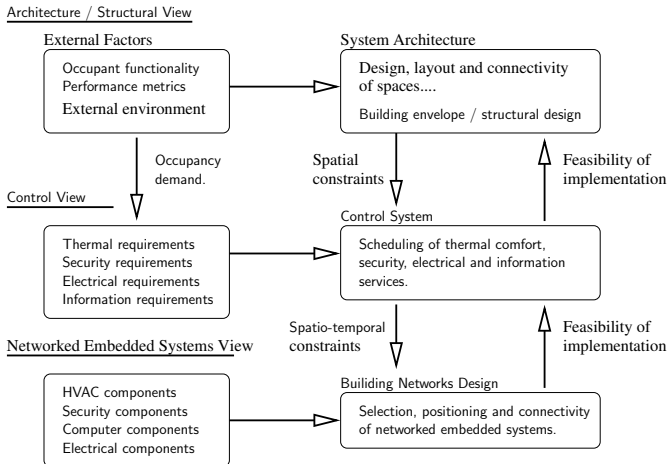 Architecture / Structural View
External Factors
Occupant functionality
Performance metrics
External environment
System Architecture
Design, layout and connectivity
of spaces....
Building envelope / structural design
Occupancy
demand.
Spatial
constraints
Feasibility of
implementation
Control View
Thermal requirements
Security requirements
Electrical requirements
Information requirements
Control System
Scheduling of thermal comfort,
security, electrical and information
services.
Spatio-temporal
constraints
Feasibility of
implementation
Networked Embedded Systems View
HVAC components
Security components
Computer components
Electrical components
Builiding Networks Design
Selection, positioning and connectivity
of networked embedded systems.